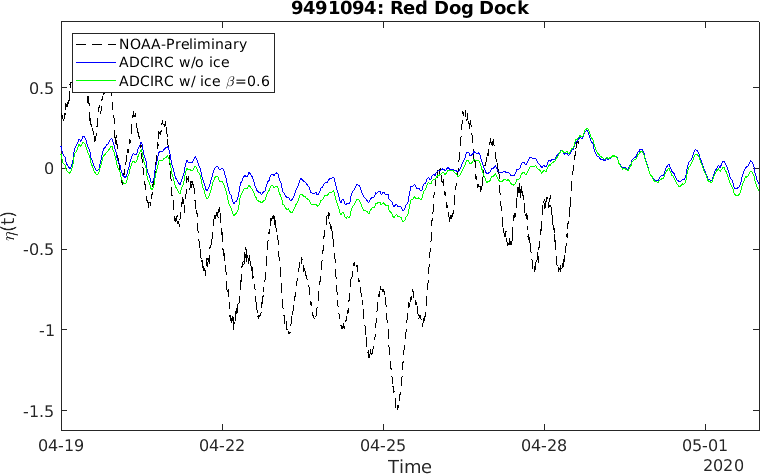 9491094: Red Dog Dock
NOAA-Preliminary
ADCIRC w/o ice
ADCIRC w/ ice β=0.6
η(t)
0.5
0
-0.5
-1
-1.5
04-19 04-22 04-25 04-28 05-01
Time
2020